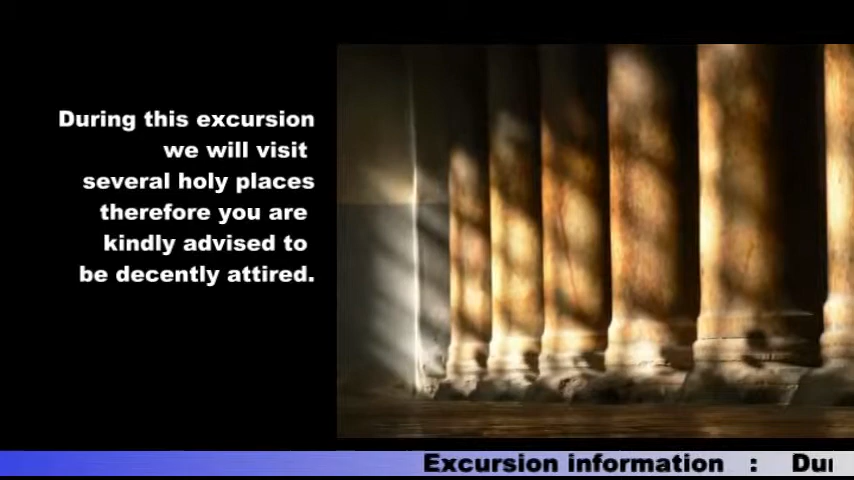 During this excursion
we will visit
several holy places
therefore you are
kindly advised to
be decently attired.
Excursion information :